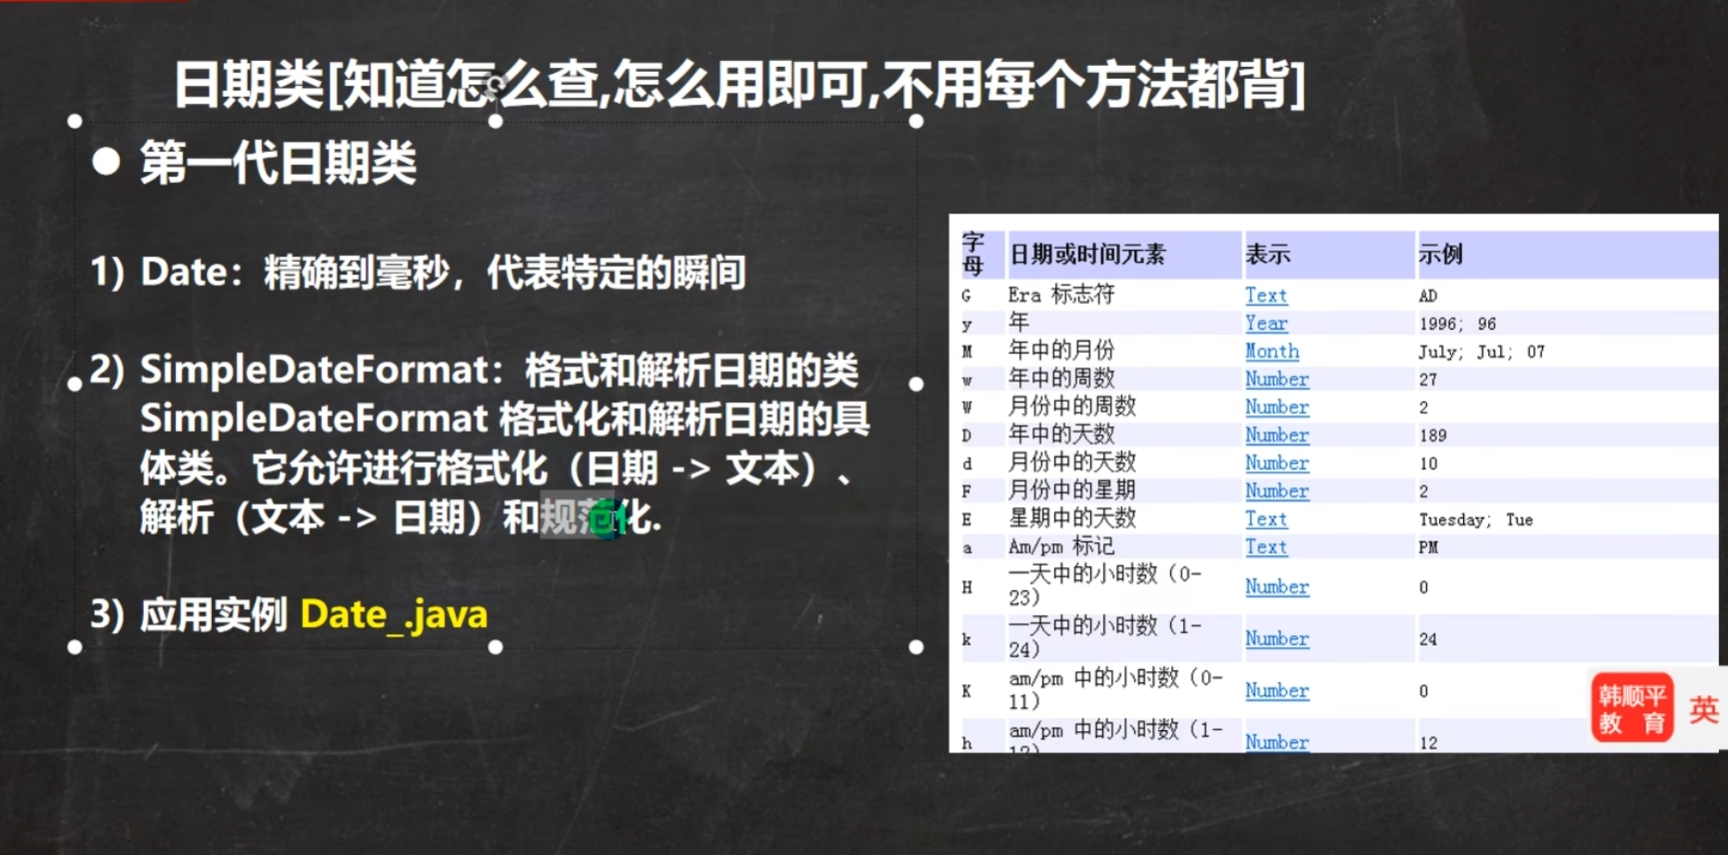 日期类[知道怎么查,怎么用即可,不用每个方法都背]
● 第一代日期类
1) Date：精确到毫秒，代表特定的瞬间
2) SimpleDateFormat：格式和解析日期的类
SimpleDateFormat 格式化和解析日期的具
体类。它允许进行格式化（日期 -> 文本）、
解析（文本 -> 日期）和规范化.
3) 应用实例 Date_.java
字母 日期或时间元素 表示 示例
G Era 标志符 Text AD
y 年 Year 1996; 96
M 年中的月份 Month July; Jul; 07
w 年中的周数 Number 27
W 月份中的周数 Number 2
D 年中的天数 Number 189
d 月份中的天数 Number 10
F 月份中的星期 Number 2
E 星期中的天数 Text Tuesday; Tue
a Am/pm 标记 Text PM
H 一天中的小时数（0-23） Number 0
k 一天中的小时数（1-24） Number 24
K am/pm 中的小时数（0-11） Number 0
h am/pm 中的小时数（1-12） Number 12
韩顺平
教 育
英